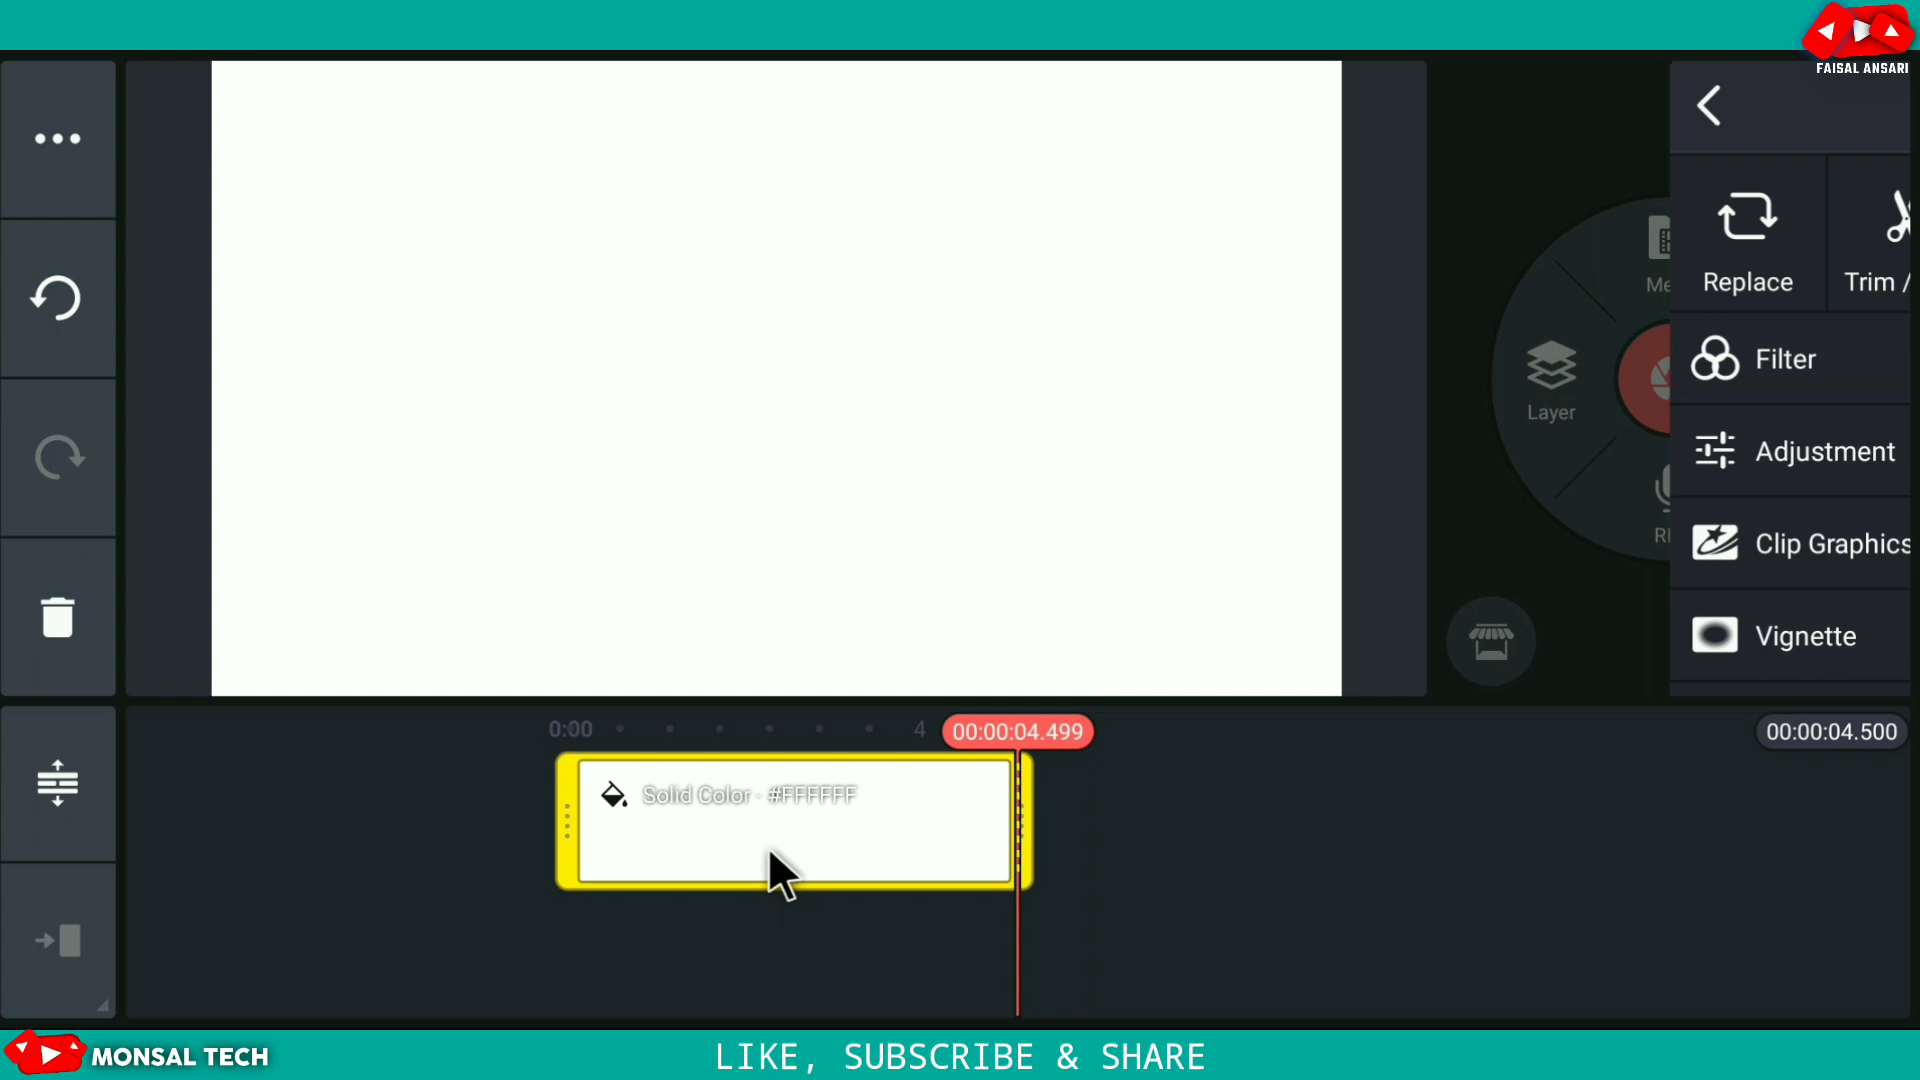 FAISAL ANSARI
Me
Replace
Trim /
Filter
Layer
Adjustment
Clip Graphics
Vignette
0:00
4
00:00:04.499
00:00:04.500
Solid Color - #FFFFFF
MONSAL TECH
LIKE, SUBSCRIBE & SHARE